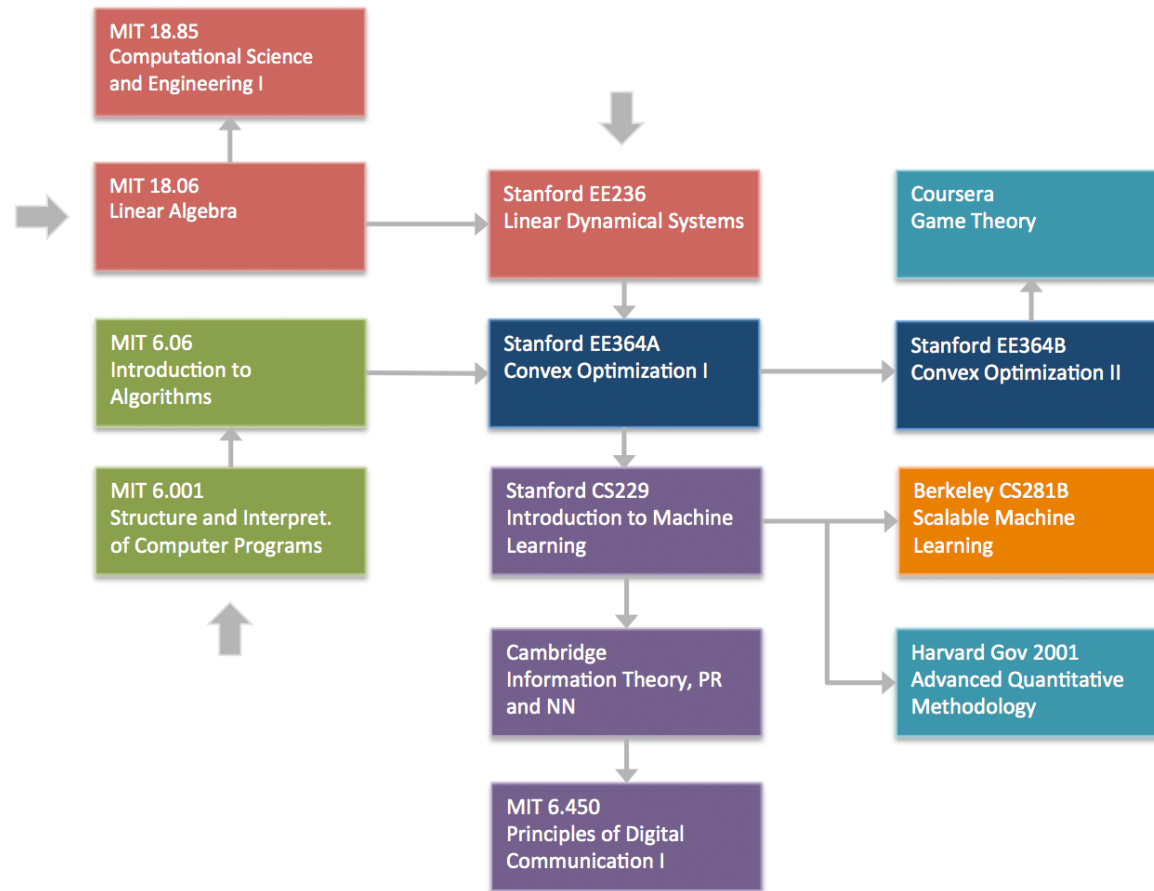 MIT 18.85
Computational Science
and Engineering I
MIT 18.06
Linear Algebra
Stanford EE236
Linear Dynamical Systems
Coursera
Game Theory
MIT 6.06
Introduction to
Algorithms
Stanford EE364A
Convex Optimization I
Stanford EE364B
Convex Optimization II
MIT 6.001
Structure and Interpret.
of Computer Programs
Stanford CS229
Introduction to Machine
Learning
Berkeley CS281B
Scalable Machine
Learning
Cambridge
Information Theory, PR
and NN
Harvard Gov 2001
Advanced Quantitative
Methodology
MIT 6.450
Principles of Digital
Communication I